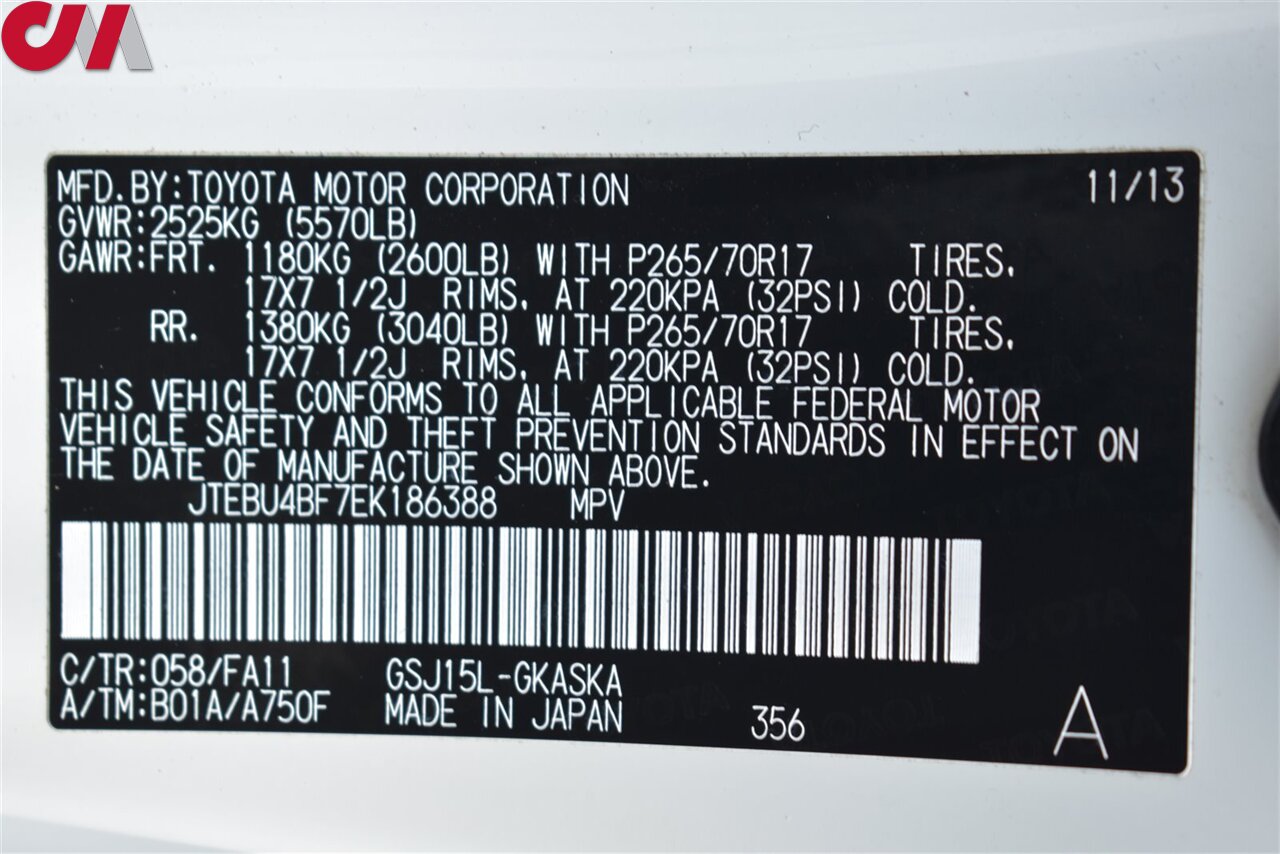 CM
MFD.BY:TOYOTA MOTOR CORPORATION 11/13
GVWR:2525KG (5570LB)
GAWR:FRT. 1180KG (2600LB) WITH P265/70R17 TIRES,
17X7 1/2J RIMS, AT 220KPA (32PSI) COLD.
RR. 1380KG (3040LB) WITH P265/70R17 TIRES,
17X7 1/2J RIMS, AT 220KPA (32PSI) COLD.
THIS VEHICLE CONFORMS TO ALL APPLICABLE FEDERAL MOTOR
VEHICLE SAFETY AND THEFT PREVENTION STANDARDS IN EFFECT ON
THE DATE OF MANUFACTURE SHOWN ABOVE.
JTEBU4BF7EK186388 MPV
C/TR:058/FA11 GSJ15L-GKASKA
A/TM:B01A/A750F MADE IN JAPAN 356 A